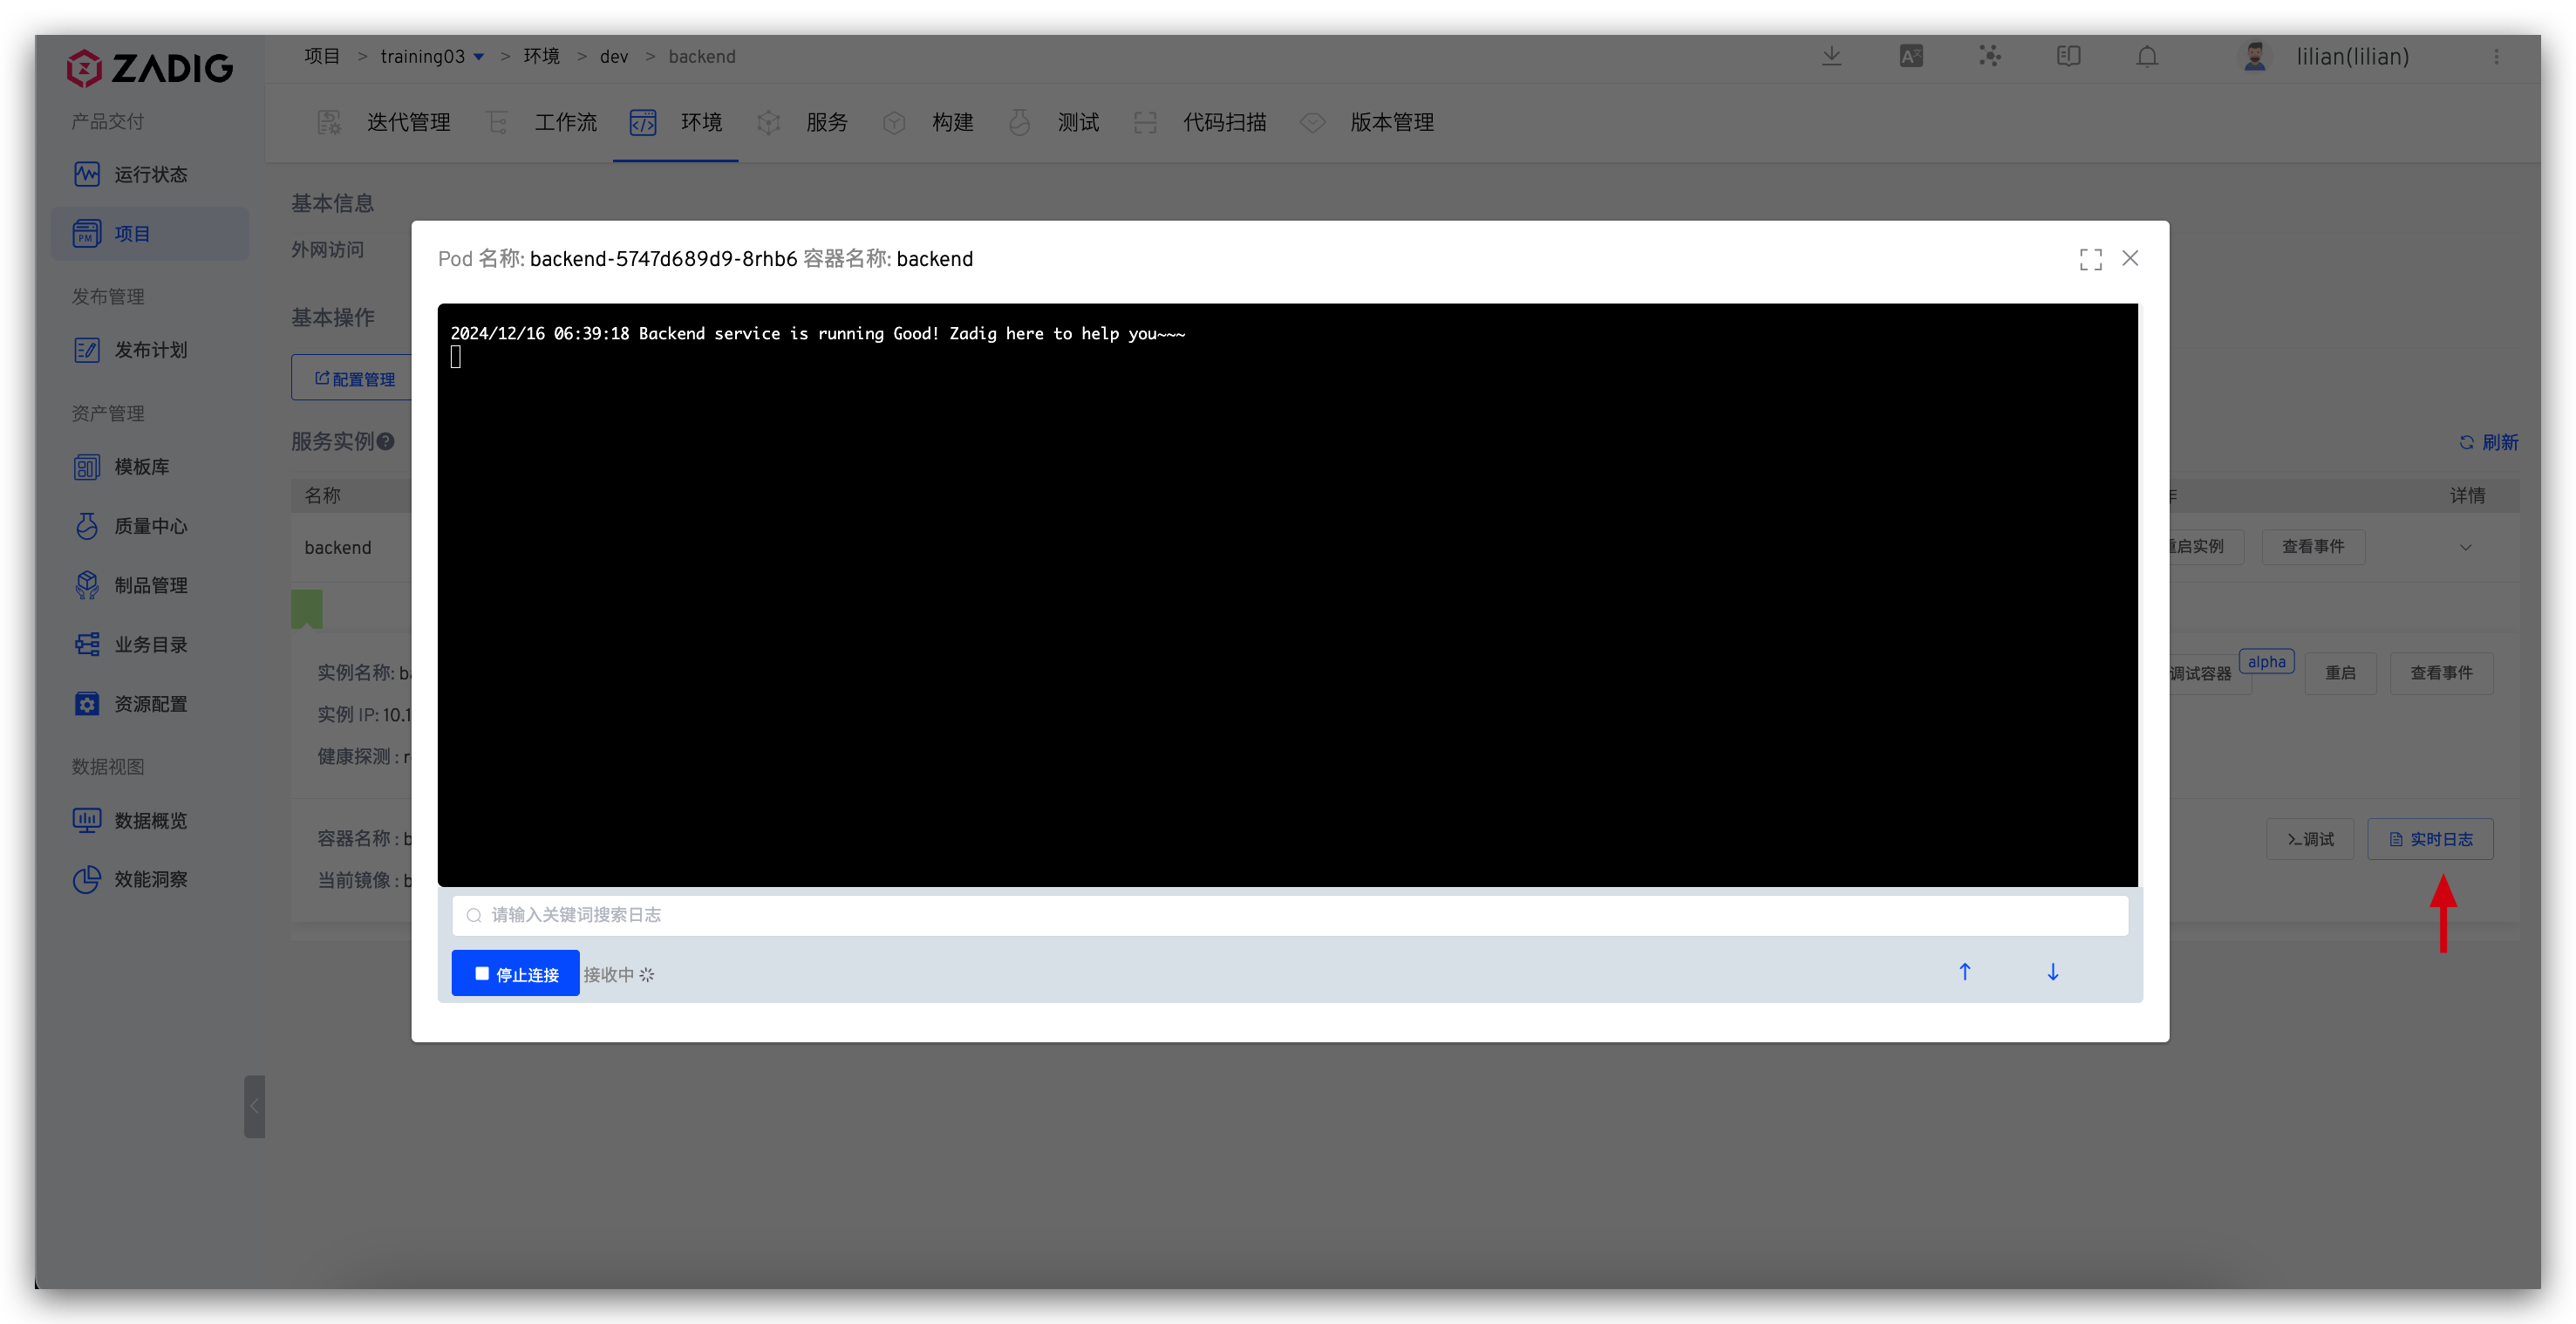 ZADIG
项目 > training03 > 环境 > dev > backend
lilian(lilian)
产品交付
运行状态
项目
发布管理
发布计划
资产管理
模板库
质量中心
制品管理
业务目录
资源配置
数据视图
数据概览
效能洞察
迭代管理 工作流 环境 服务 构建 测试 代码扫描 版本管理
基本信息
外网访问
基本操作
配置管理
服务实例
刷新
名称 详情
backend 启实例 查看事件
实例名称: 调试容器 alpha 重启 查看事件
实例 IP: 10.1
健康探测 :
容器名称 : >_调试 实时日志
当前镜像 :
Pod 名称: backend-5747d689d9-8rhb6 容器名称: backend
2024/12/16 06:39:18 Backend service is running Good! Zadig here to help you~~~
请输入关键词搜索日志
停止连接 接收中